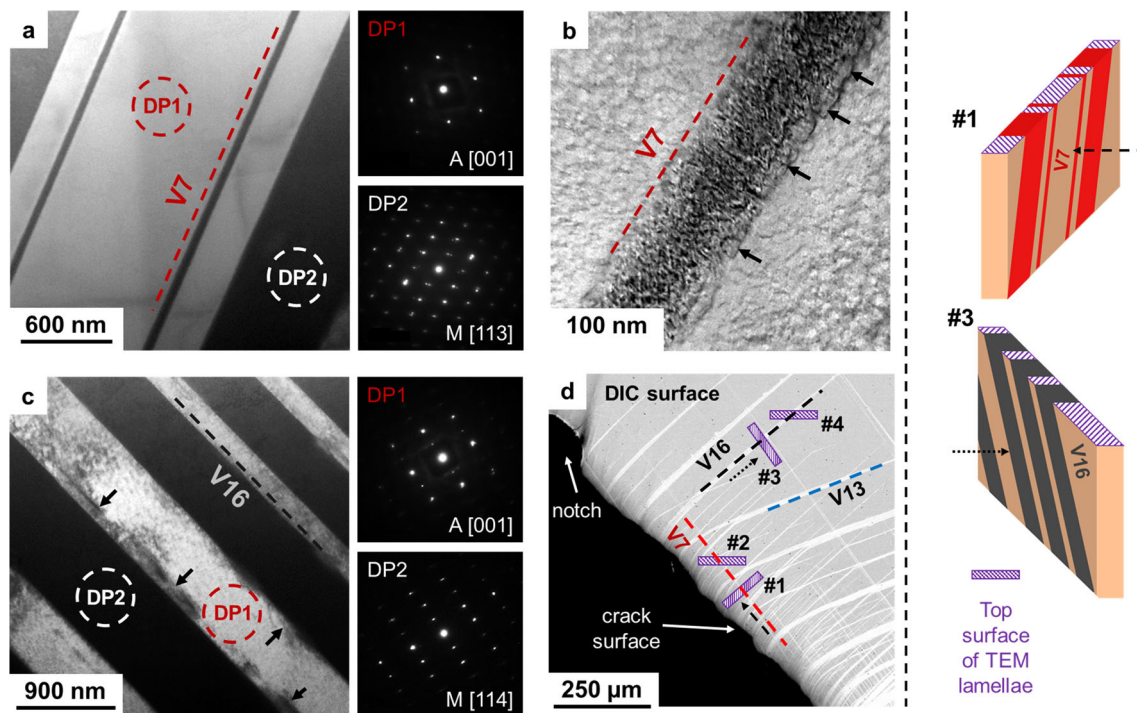 a
DP1
V7
DP2
600 nm
DP1
A [001]
DP2
M [113]
b
V7
100 nm
#1
V7
c
V16
DP2
DP1
900 nm
DP1
A [001]
DP2
M [114]
d
DIC surface
#4
V16
#3
notch
V13
V7
#2
#1
crack
surface
250 µm
#3
V16
Top
surface
of TEM
lamellae